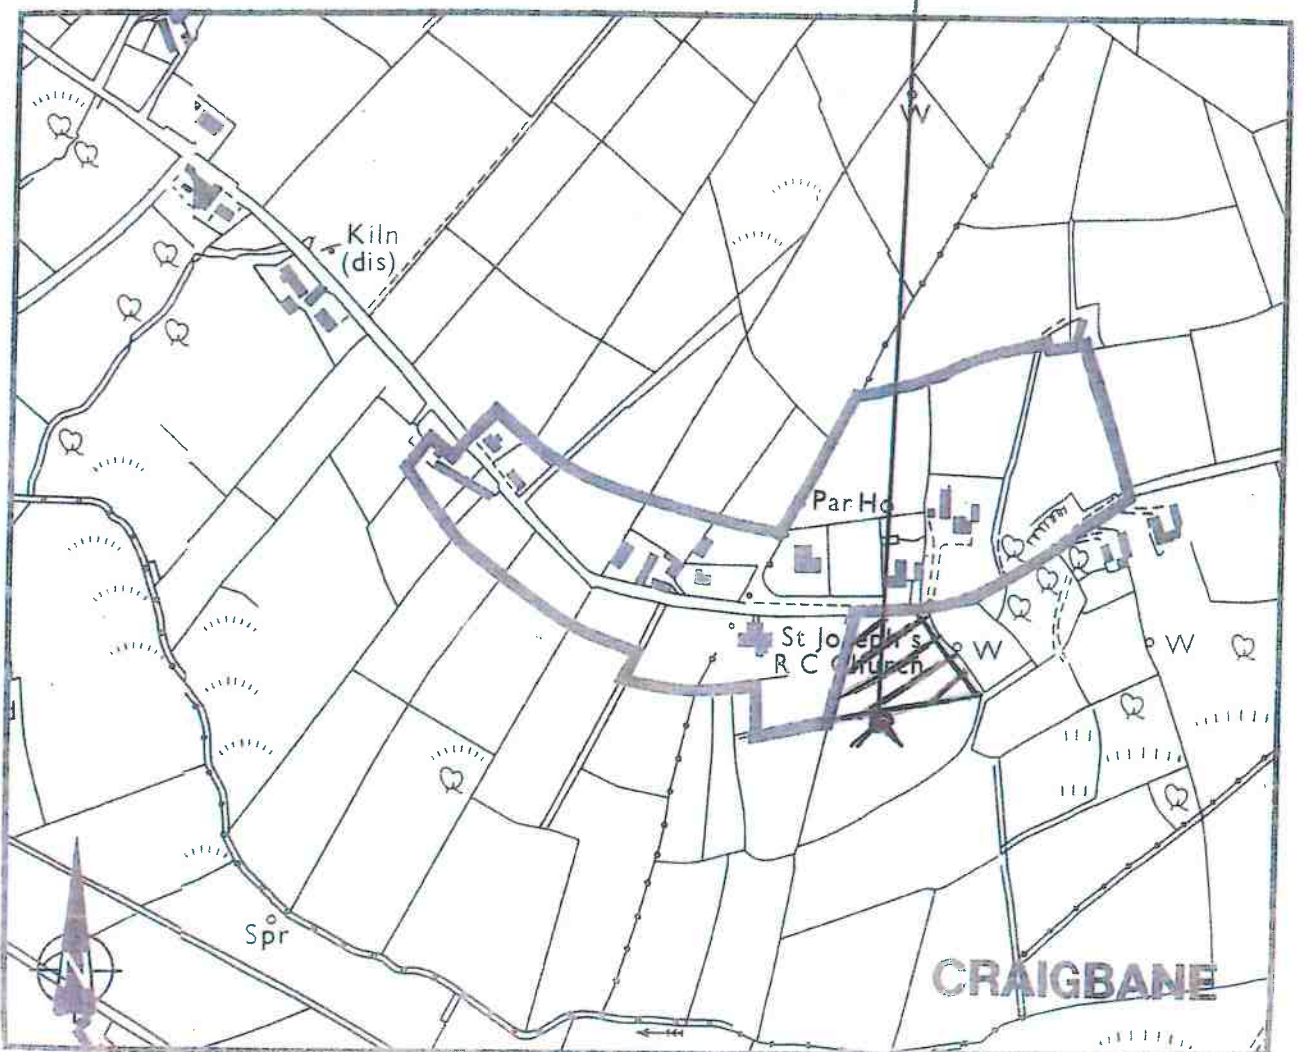 W
Kiln
(dis)
Par Ho
St Joseph's
R C Church
W
W
Spr
CRAIGBANE
N